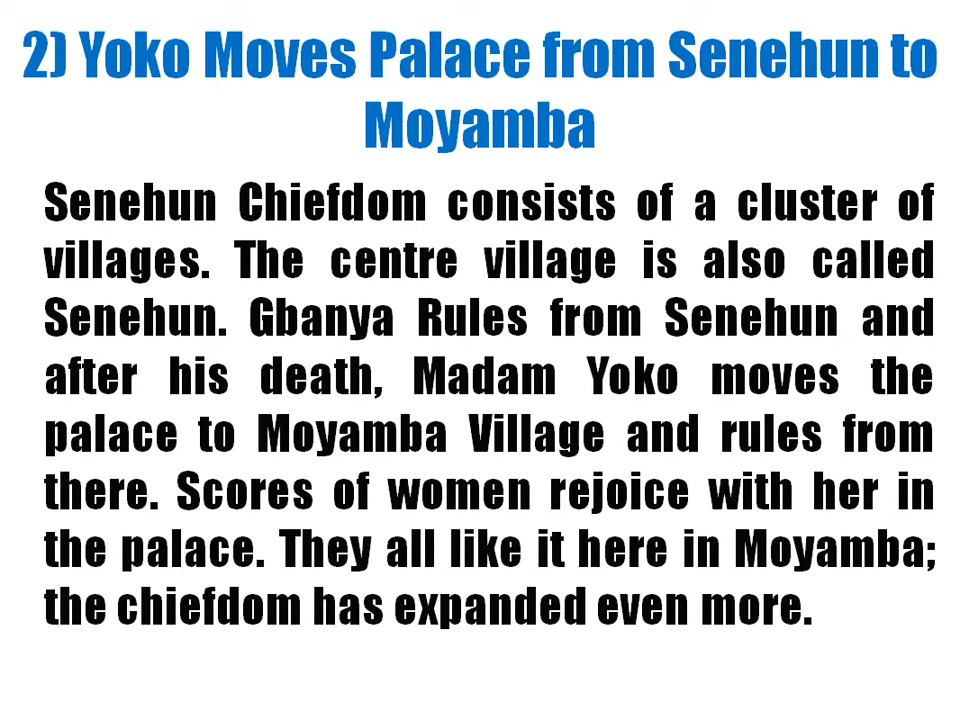 2) Yoko Moves Palace from Senehun to
Moyamba
Senehun Chiefdom consists of a cluster of
villages. The centre village is also called
Senehun. Gbanya Rules from Senehun and
after his death, Madam Yoko moves the
palace to Moyamba Village and rules from
there. Scores of women rejoice with her in
the palace. They all like it here in Moyamba;
the chiefdom has expanded even more.